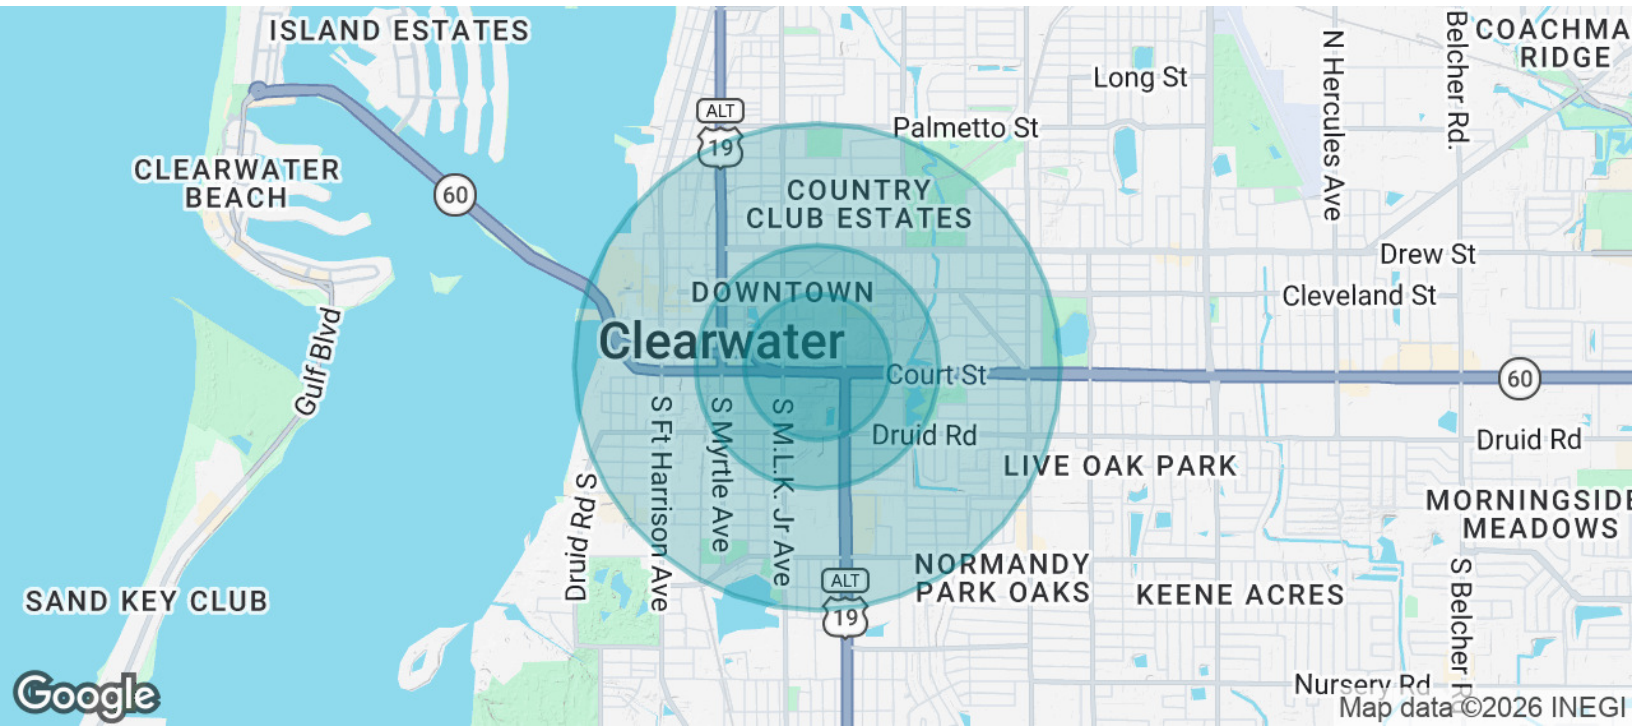 ISLAND ESTATES
COACHMA
RIDGE
N Hercules Ave
Belcher Rd.
Long St
ALT
19
Palmetto St
CLEARWATER
BEACH
60
COUNTRY
CLUB ESTATES
Drew St
DOWNTOWN
Cleveland St
Clearwater
Gulf Blvd
Court St
60
S Ft Harrison Ave
S Myrtle Ave
S M.L.K. Jr Ave
Druid Rd
Druid Rd
LIVE OAK PARK
Druid Rd S
MORNINGSIDE
MEADOWS
NORMANDY
PARK OAKS
ALT
19
KEENE ACRES
S Belcher R
SAND KEY CLUB
Nursery Rd
Google
Map data ©2026 INEGI